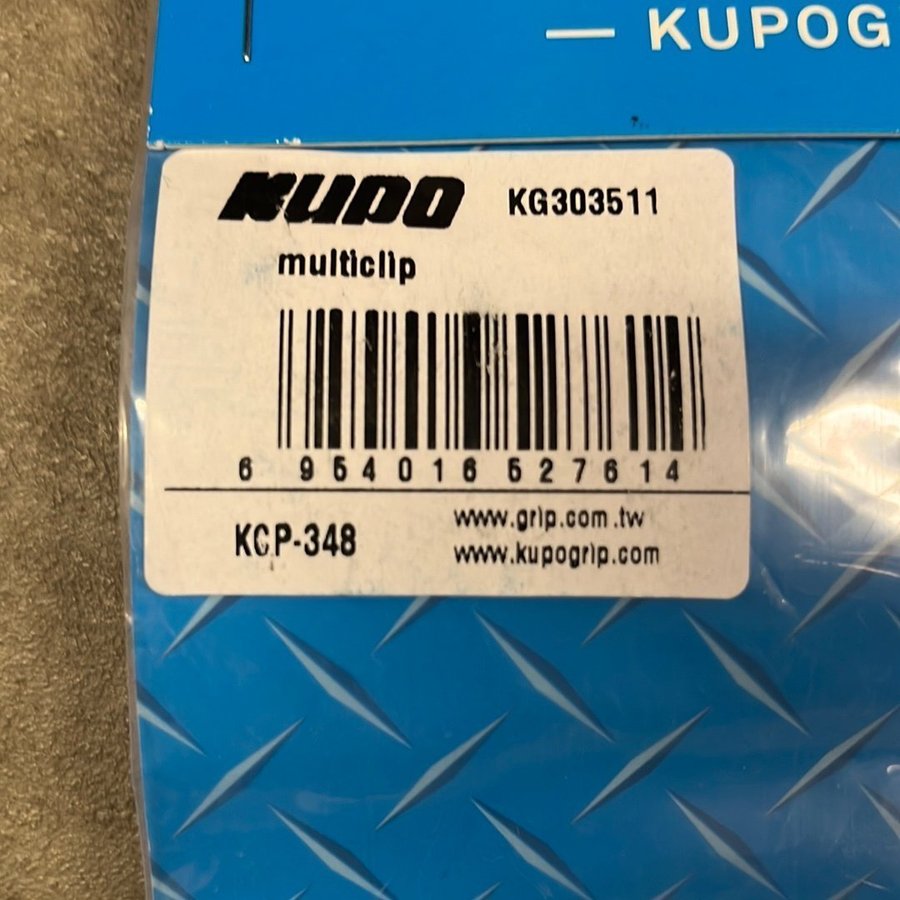 — KUPOG
KUPO KG303511
multiclip
6 954016 527614
KCP-348
www.grip.com.tw
www.kupogrip.com